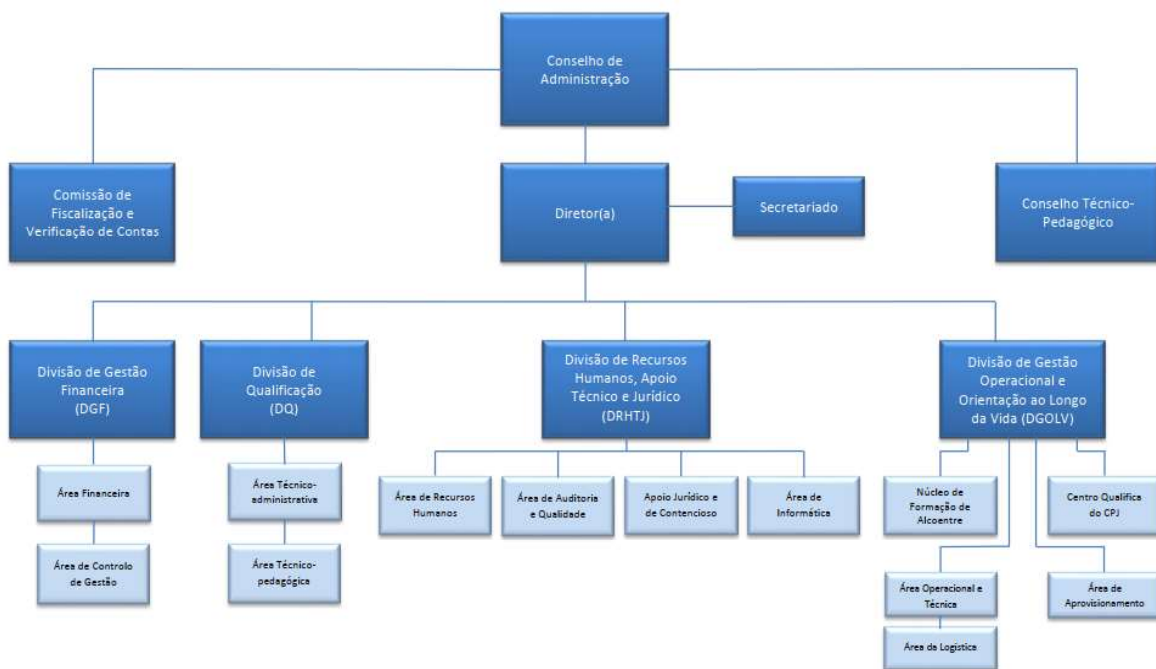 Conselho de
Administração
Comissão de
Fiscalização e
Verificação de Contas
Diretor(a)
Secretariado
Conselho Técnico-
Pedagógico
Divisão de Gestão
Financeira
(DGF)
Divisão de
Qualificação
(DQ)
Divisão de Recursos
Humanos, Apoio
Técnico e Jurídico
(DRHTJ)
Divisão de Gestão
Operacional e
Orientação ao Longo
da Vida (DGOLV)
Área Financeira
Área de Controlo
de Gestão
Área Técnico-
administrativa
Área Técnico-
pedagógica
Área de Recursos
Humanos
Área de Auditoria
e Qualidade
Apoio Jurídico e
de Contencioso
Área de
Informática
Núcleo de
Formação de
Alcoentre
Centro Qualifica
do CPJ
Área Operacional e
Técnica
Área da Logística
Área de
Aprovisionamento